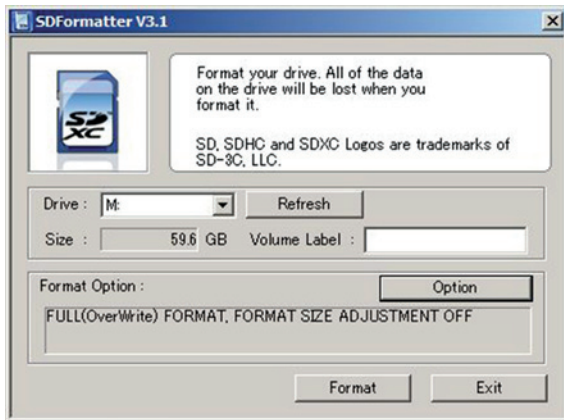 SDFormatter V3.1
SD
XC
Format your drive. All of the data
on the drive will be lost when you
format it.
SD, SDHC and SDXC Logos are trademarks of
SD-3C, LLC.
Drive : M: Refresh
Size : 59.6 GB Volume Label :
Format Option : Option
FULL(OverWrite) FORMAT, FORMAT SIZE ADJUSTMENT OFF
Format Exit